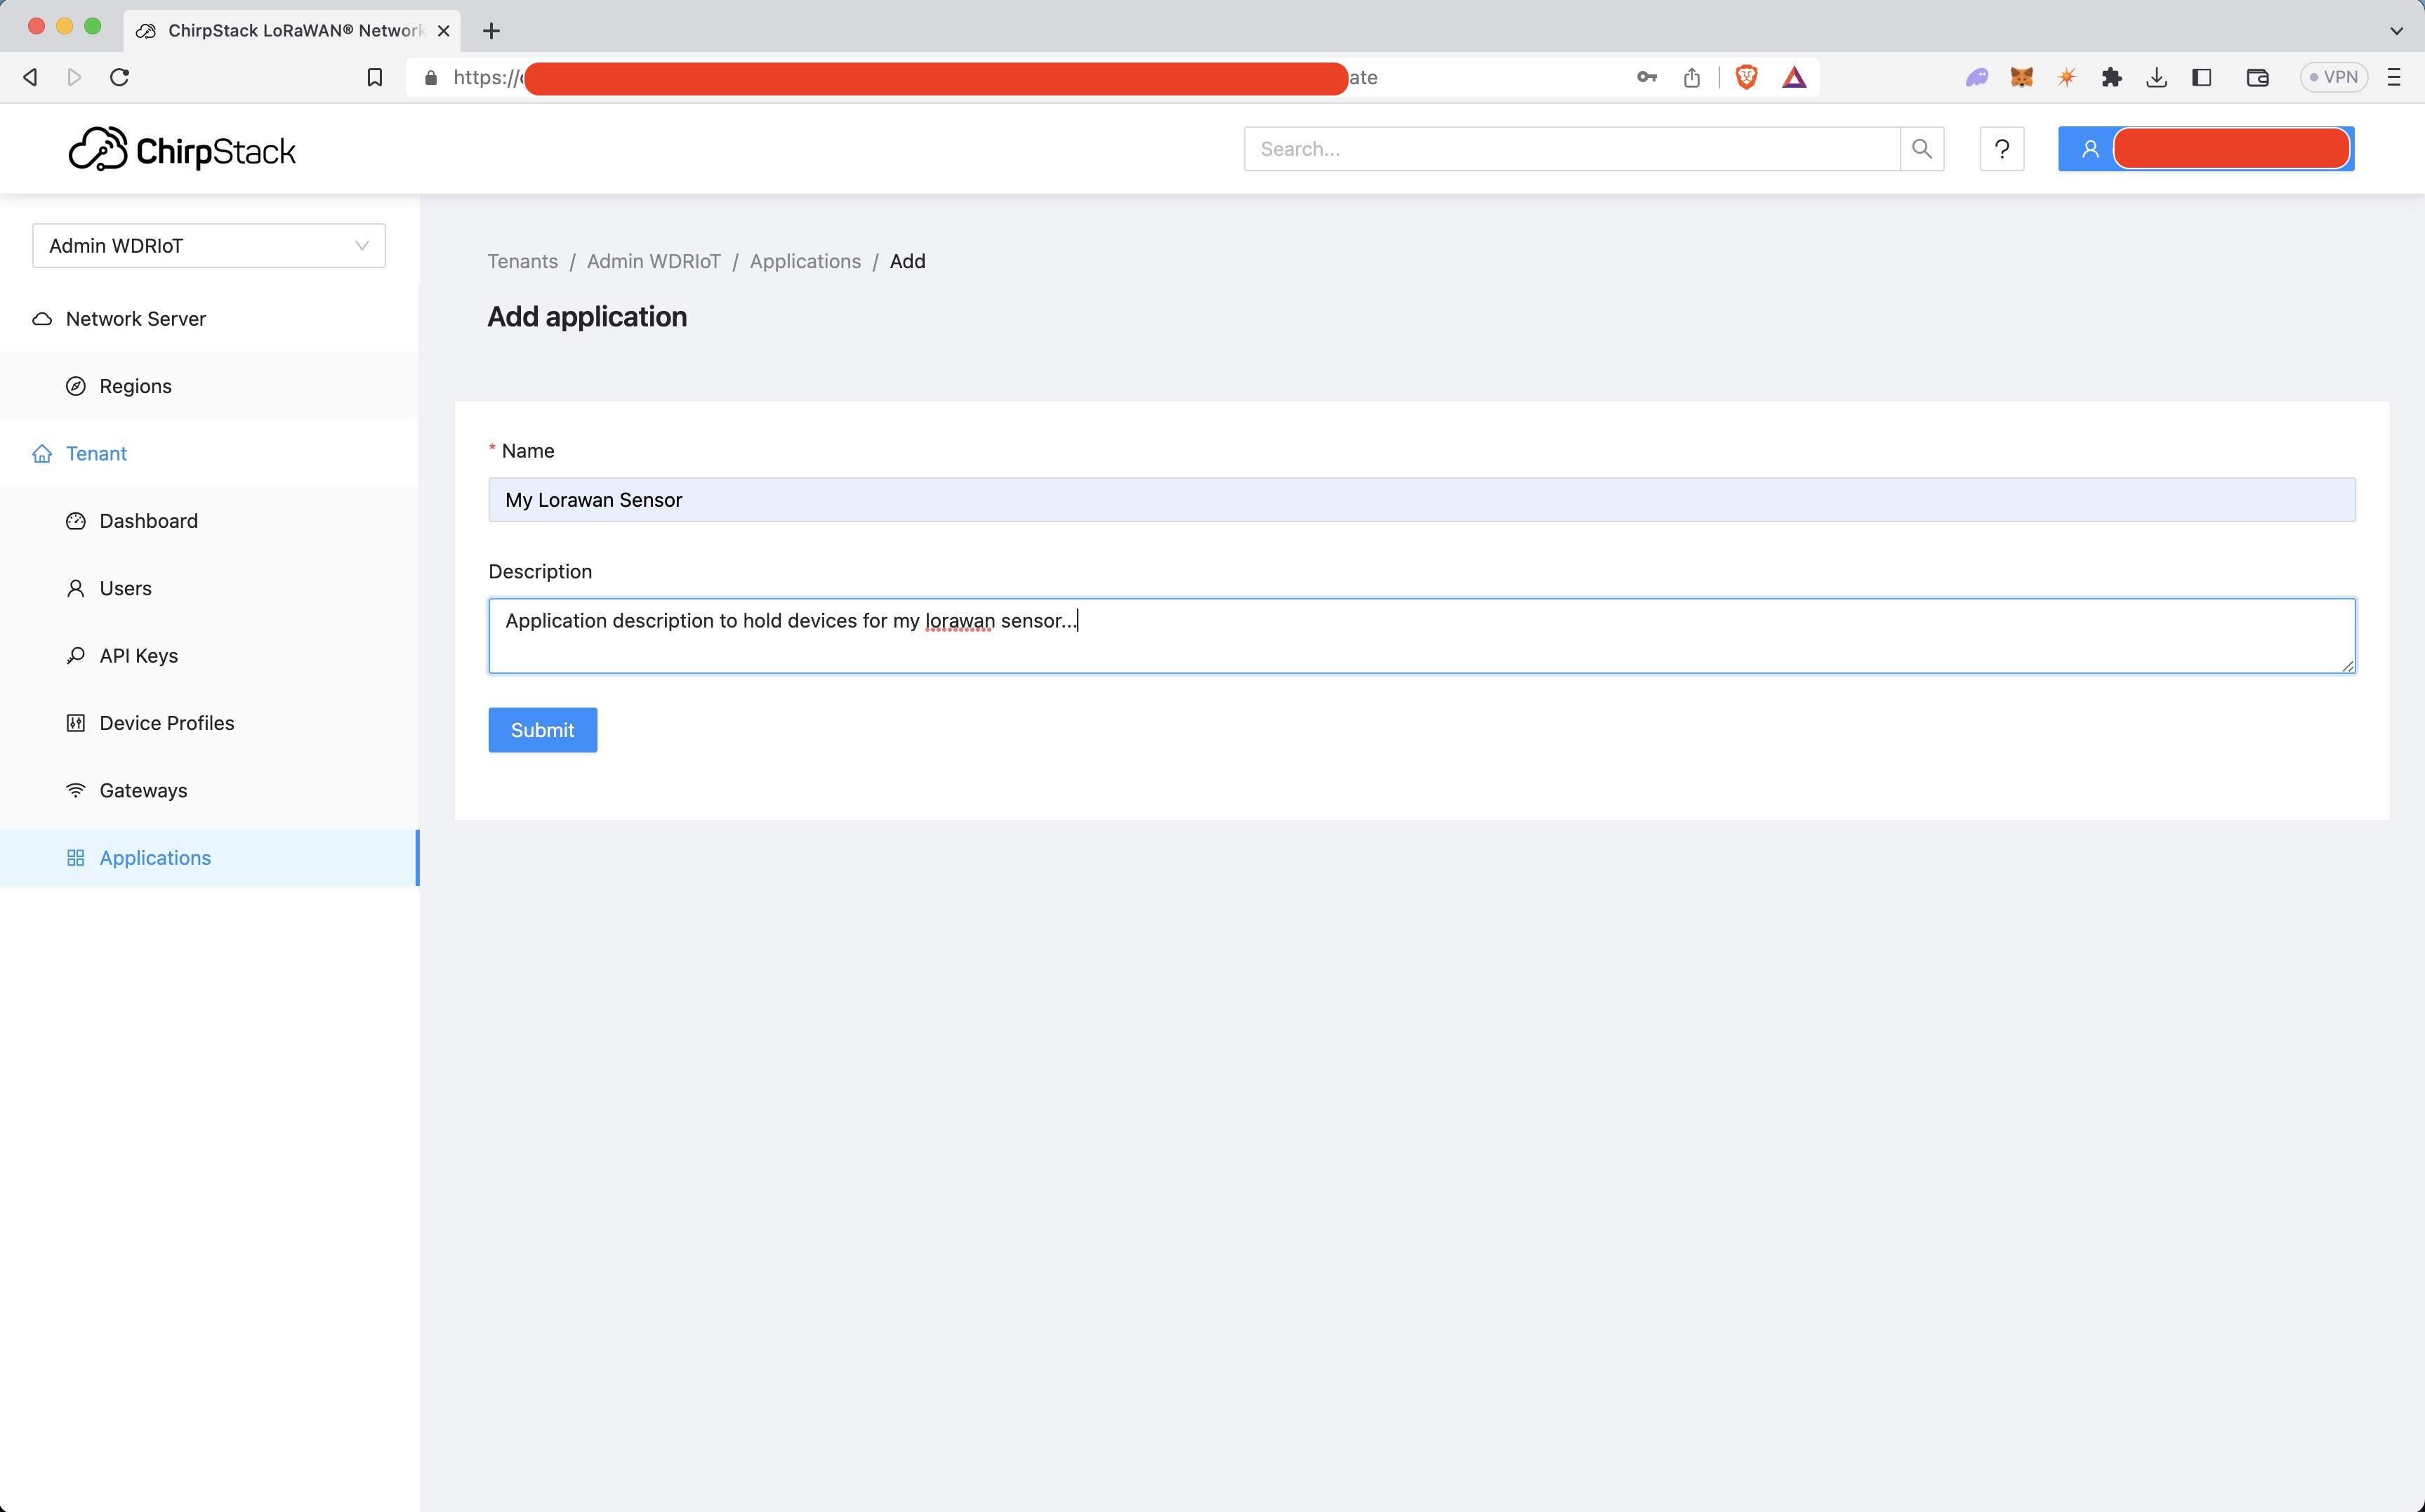 ChirpStack LoRaWAN® Network
https://
ate
VPN
ChirpStack
Search...
?
Admin WDRIoT
Network Server
Regions
Tenant
Dashboard
Users
API Keys
Device Profiles
Gateways
Applications
Tenants / Admin WDRIoT / Applications / Add
Add application
* Name
My Lorawan Sensor
Description
Application description to hold devices for my lorawan sensor...
Submit